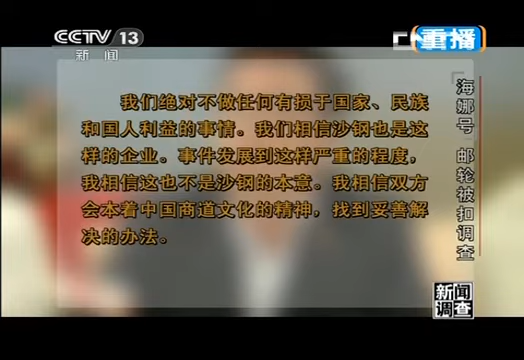 CCTV 13
新闻
重播
我们绝对不做任何有损于国家、民族
和国人利益的事情。我们相信沙钢也是这
样的企业。事件发展到这样严重的程度，
我相信这也不是沙钢的本意。我相信双方
会本着中国商道文化的精神，找到妥善解
决的办法。
海娜号 邮轮被扣调查
新闻
调查